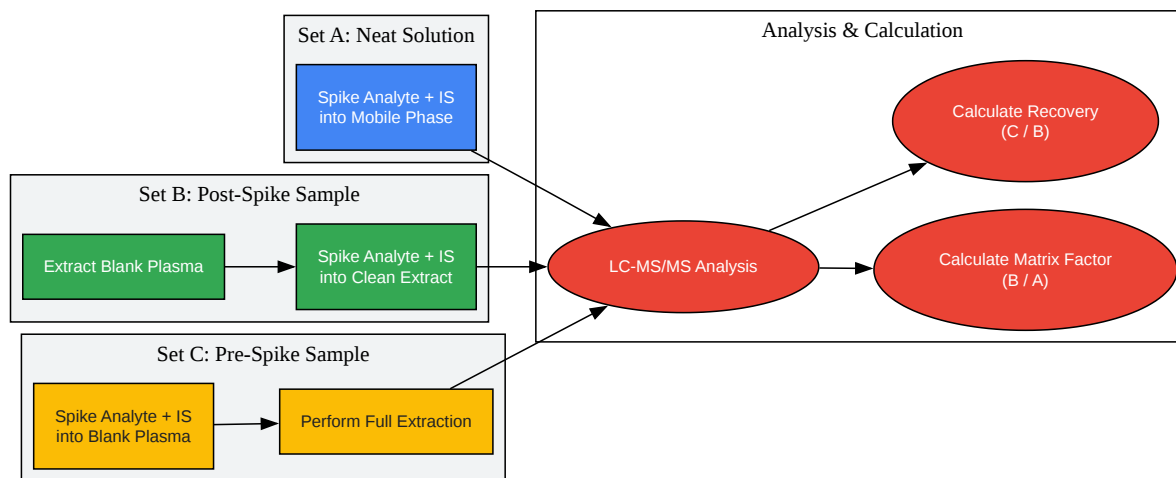 Set A: Neat Solution
Spike Analyte + IS
into Mobile Phase
Set B: Post-Spike Sample
Extract Blank Plasma
Spike Analyte + IS
into Clean Extract
Set C: Pre-Spike Sample
Spike Analyte + IS
into Blank Plasma
Perform Full Extraction
Analysis & Calculation
LC-MS/MS Analysis
Calculate Recovery
(C / B)
Calculate Matrix Factor
(B / A)